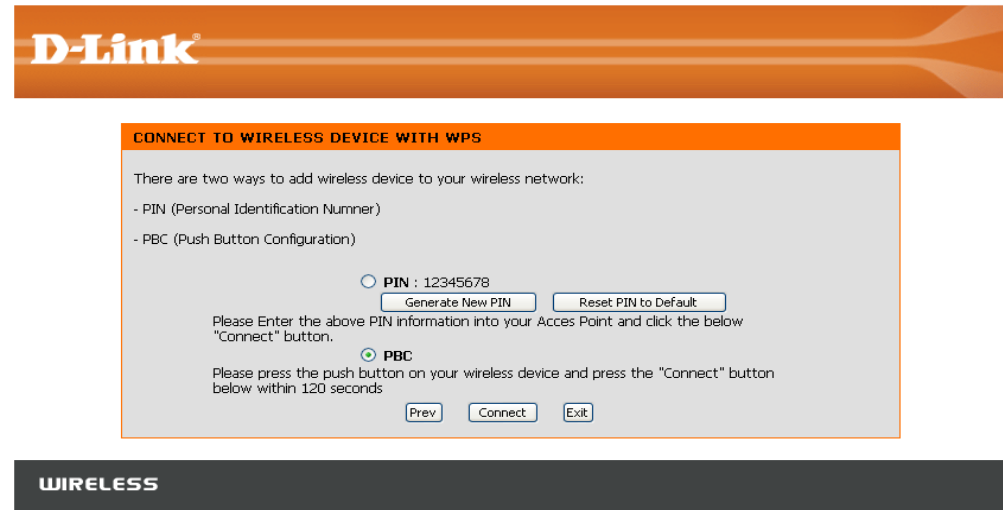 D-Link®
CONNECT TO WIRELESS DEVICE WITH WPS
There are two ways to add wireless device to your wireless network:
- PIN (Personal Identification Numner)
- PBC (Push Button Configuration)
PIN : 12345678
Generate New PIN Reset PIN to Default
Please Enter the above PIN information into your Acces Point and click the below
"Connect" button.
PBC
Please press the push button on your wireless device and press the "Connect" button
below within 120 seconds
Prev Connect Exit
WIRELESS